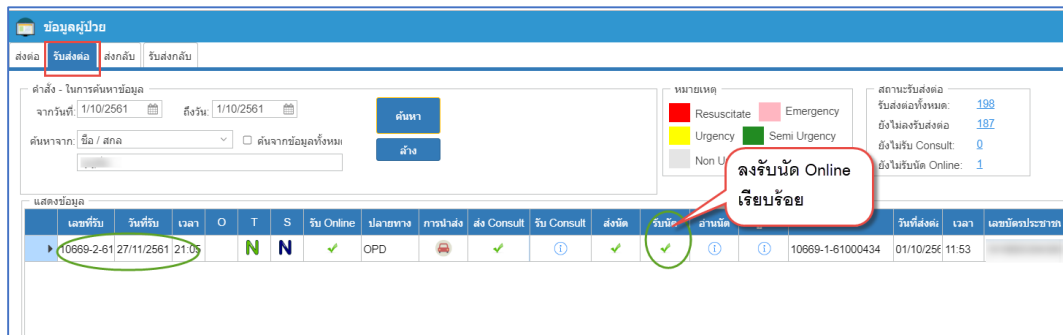 ข้อมูลผู้ป่วย
ส่งต่อ รับส่งต่อ ส่งกลับ รับส่งกลับ
คำสั่ง - ในการค้นหาข้อมูล
จากวันที่: 1/10/2561 ถึงวัน: 1/10/2561
ค้นหา
ค้นหาจาก: ชื่อ / สกล ค้นจากข้อมูลทั้งหมด
ล้าง
หมายเหตุ
Resuscitate Emergency
Urgency Semi Urgency
Non U
สถานะรับส่งต่อ
รับส่งต่อทั้งหมด: 198
ยังไม่ลงรับส่งต่อ 187
ยังไม่รับ Consult: 0
ยังไม่รับนัด Online: 1
ลงรับนัด Online
เรียบร้อย
แสดงข้อมูล
เลขที่รับ วันที่รับ เวลา O T S รับ Online ปลายทาง การนำส่ง ส่ง Consult รับ Consult ส่งนัด รับนัด อ่านนัด วันที่ส่งต่ เวลา เลขบัตรประชาชา
10669-2-61 27/11/2561 21:05 N N OPD 10669-1-61000434 01/10/256 11:53